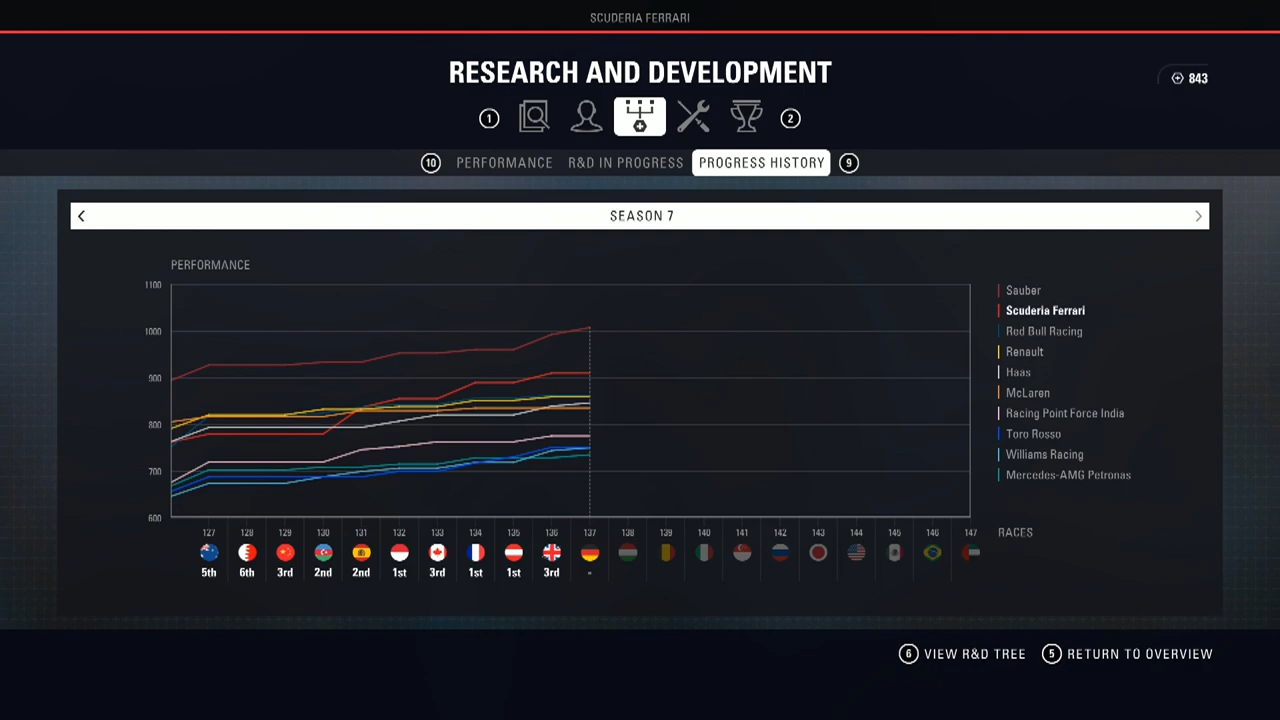 SCUDERIA FERRARI
RESEARCH AND DEVELOPMENT
843
1 2
10 PERFORMANCE R&D IN PROGRESS PROGRESS HISTORY 9
SEASON 7
PERFORMANCE
1100
1000
900
800
700
600
Sauber
Scuderia Ferrari
Red Bull Racing
Renault
Haas
McLaren
Racing Point Force India
Toro Rosso
Williams Racing
Mercedes-AMG Petronas
127 128 129 130 131 132 133 134 135 136 137 138 139 140 141 142 143 144 145 146 147 RACES
5th 6th 3rd 2nd 2nd 1st 3rd 1st 1st 3rd -
6 VIEW R&D TREE 5 RETURN TO OVERVIEW